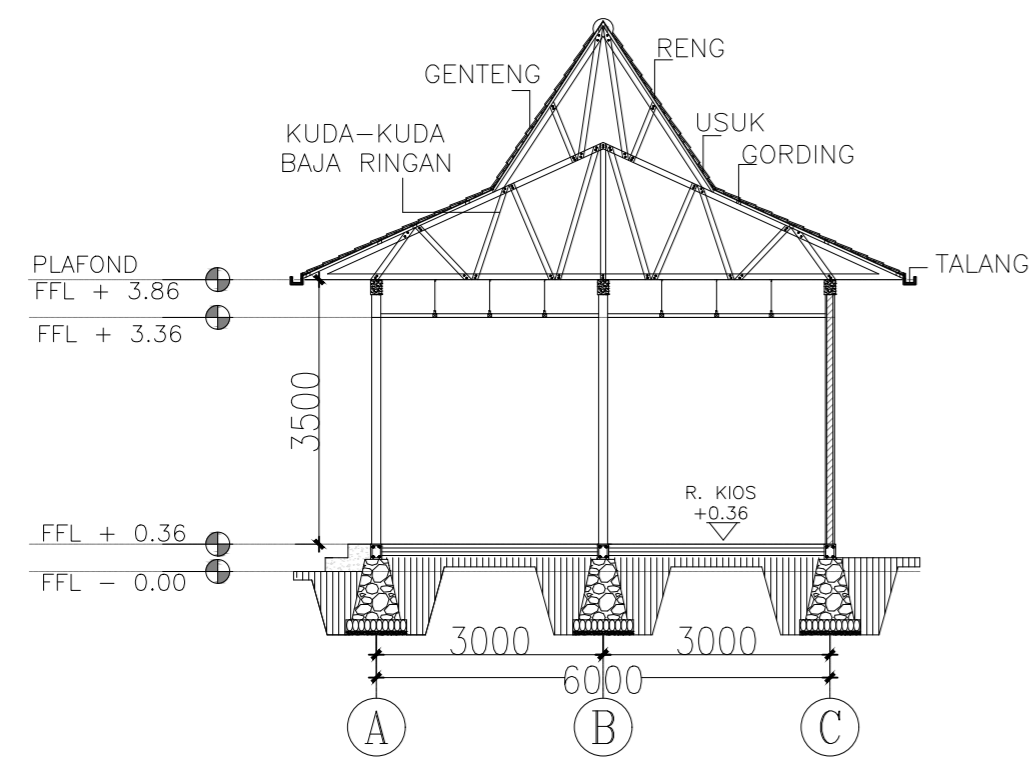 RENG
GENTENG
USUK
KUDA-KUDA
BAJA RINGAN
GORDING
PLAFOND
FFL + 3.86
TALANG
FFL + 3.36
3500
R. KIOS
+0.36
FFL + 0.36
FFL - 0.00
3000
3000
6000
A
B
C